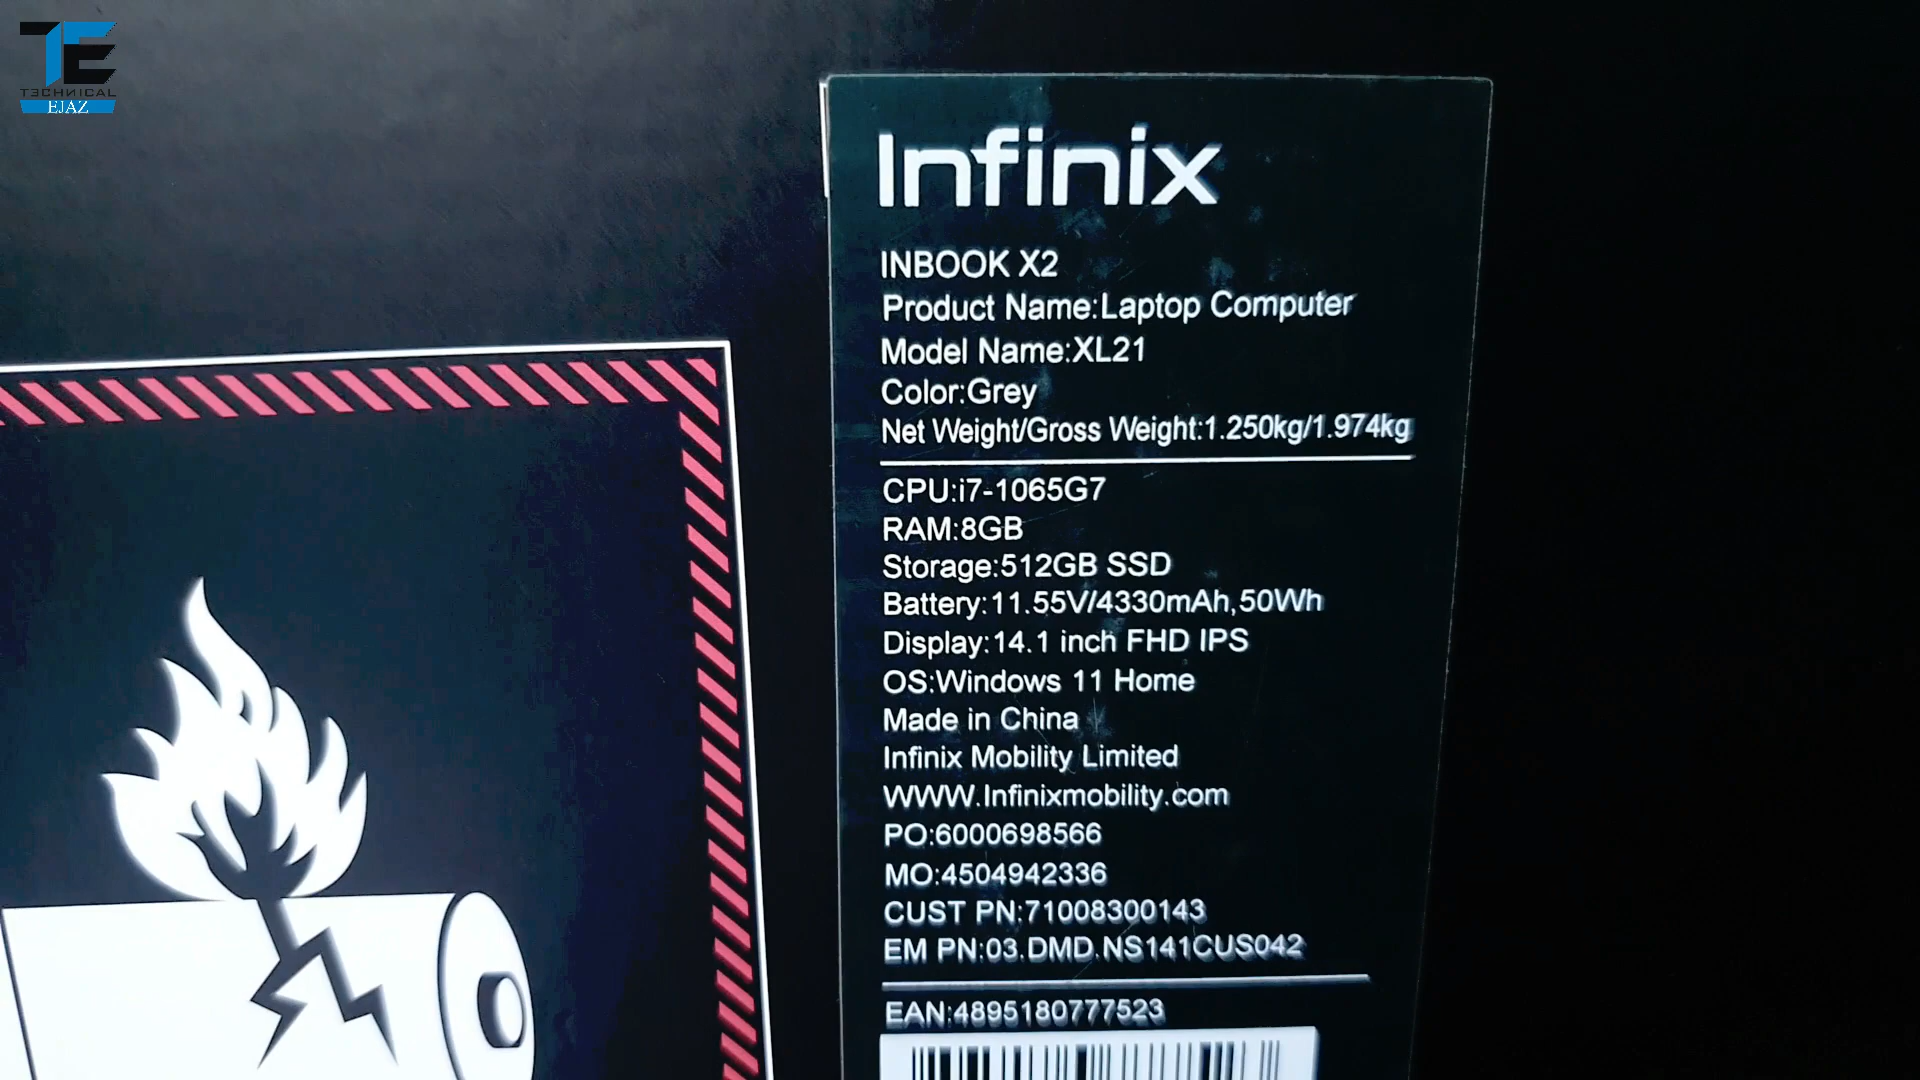 TECHNICAL
EJAZ
Infinix
INBOOK X2
Product Name:Laptop Computer
Model Name:XL21
Color:Grey
Net Weight/Gross Weight:1.250kg/1.974kg
CPU:i7-1065G7
RAM:8GB
Storage:512GB SSD
Battery:11.55V/4330mAh,50Wh
Display:14.1 inch FHD IPS
OS:Windows 11 Home
Made in China
Infinix Mobility Limited
WWW.Infinixmobility.com
PO:6000698566
MO:4504942336
CUST PN:71008300143
EM PN:03.DMD.NS141CUS042
EAN:4895180777523